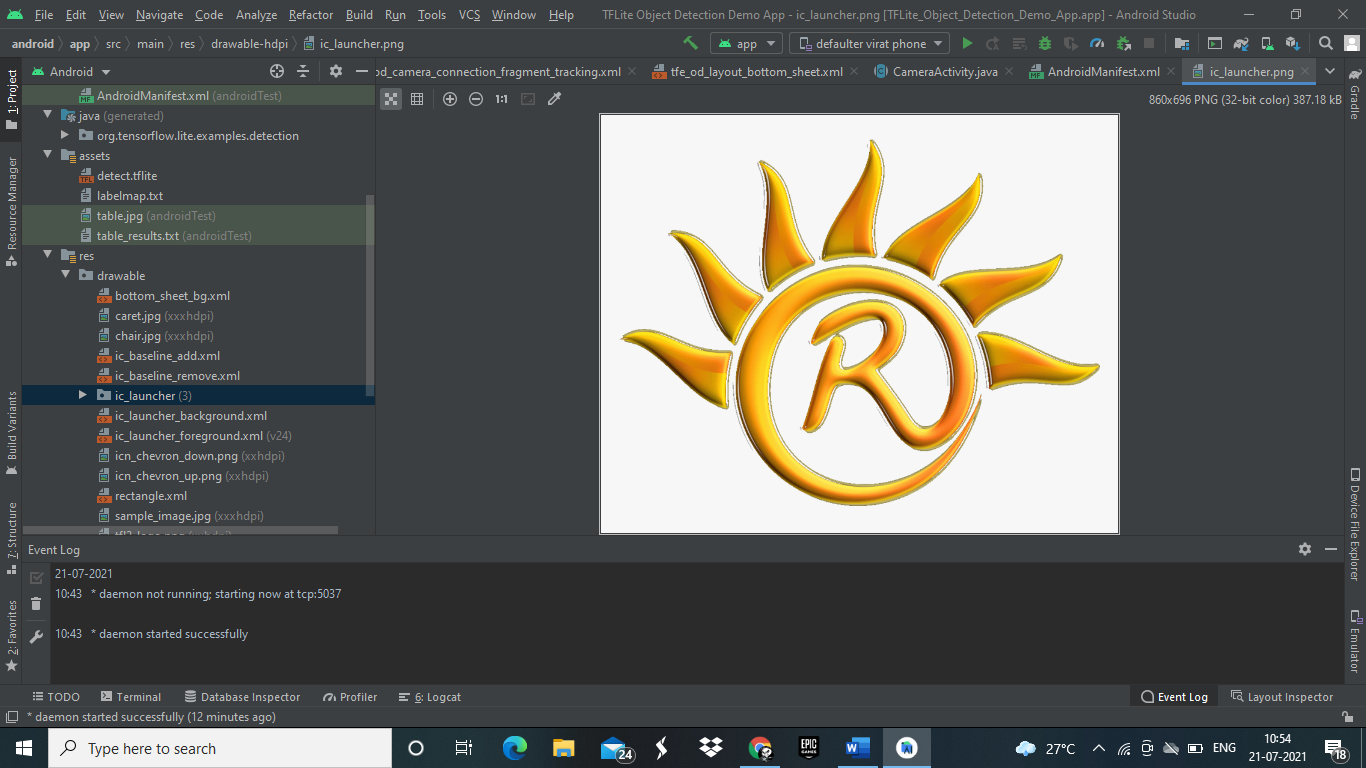 File Edit View Navigate Code Analyze Refactor Build Run Tools VCS Window Help TFLite Object Detection Demo App - ic_launcher.png [TFLite_Object_Detection_Demo_App.app] - Android Studio
android app src main res drawable-hdpi ic_launcher.png app defaulter virat phone
Android od_camera_connection_fragment_tracking.xml tfe_od_layout_bottom_sheet.xml CameraActivity.java AndroidManifest.xml ic_launcher.png
1: Project
Resource Manager
Build Variants
7: Structure
2: Favorites
AndroidManifest.xml (androidTest)
java (generated)
org.tensorflow.lite.examples.detection
assets
detect.tflite
labelmap.txt
table.jpg (androidTest)
table_results.txt (androidTest)
res
drawable
bottom_sheet_bg.xml
caret.jpg (xxxhdpi)
chair.jpg (xxxhdpi)
ic_baseline_add.xml
ic_baseline_remove.xml
ic_launcher (3)
ic_launcher_background.xml
ic_launcher_foreground.xml (v24)
icn_chevron_down.png (xxhdpi)
icn_chevron_up.png (xxhdpi)
rectangle.xml
sample_image.jpg (xxxhdpi)
1:1
860x696 PNG (32-bit color) 387.18 kB
R
Gradle
Device File Explorer
Emulator
Event Log
21-07-2021
10:43 * daemon not running; starting now at tcp:5037
10:43 * daemon started successfully
TODO Terminal Database Inspector Profiler 6: Logcat Event Log Layout Inspector
* daemon started successfully (12 minutes ago)
Type here to search 24 EPIC GAMES W 27°C ENG 10:54
21-07-2021 18